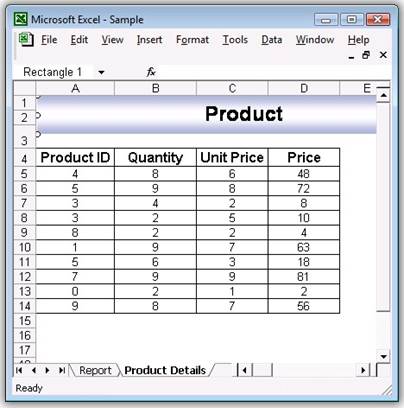 Microsoft Excel - Sample
File Edit View Insert Format Tools Data Window Help
Rectangle 1 fx
A B C D E
1
2 Product
3
4 Product ID Quantity Unit Price Price
5 4 8 6 48
6 5 9 8 72
7 3 4 2 8
8 3 2 5 10
9 8 2 2 4
10 1 9 7 63
11 5 6 3 18
12 7 9 9 81
13 0 2 1 2
14 9 8 7 56
15
16
17
Report Product Details
Ready